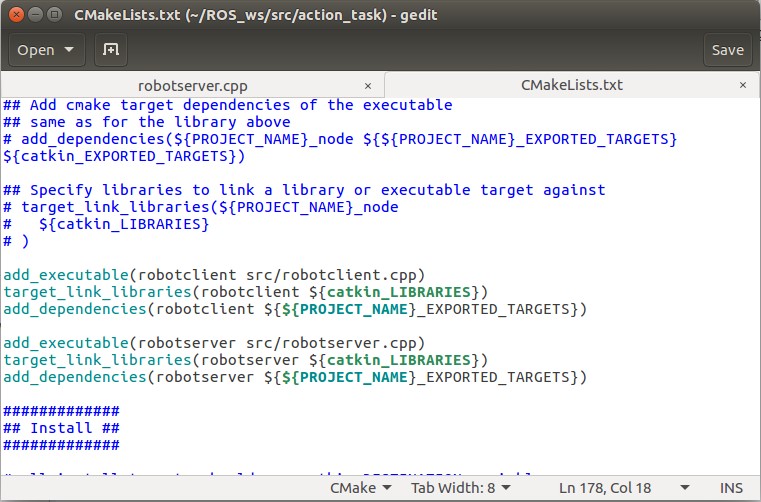 CMakeLists.txt (~/ROS_ws/src/action_task) - gedit
Open
Save
robotserver.cpp ×
CMakeLists.txt ×
## Add cmake target dependencies of the executable
## same as for the library above
# add_dependencies(${PROJECT_NAME}_node ${${PROJECT_NAME}_EXPORTED_TARGETS}
${catkin_EXPORTED_TARGETS})
## Specify libraries to link a library or executable target against
# target_link_libraries(${PROJECT_NAME}_node
#   ${catkin_LIBRARIES}
# )
add_executable(robotclient src/robotclient.cpp)
target_link_libraries(robotclient ${catkin_LIBRARIES})
add_dependencies(robotclient ${${PROJECT_NAME}_EXPORTED_TARGETS})
add_executable(robotserver src/robotserver.cpp)
target_link_libraries(robotserver ${catkin_LIBRARIES})
add_dependencies(robotserver ${${PROJECT_NAME}_EXPORTED_TARGETS})
#############
## Install ##
#############
CMake
Tab Width: 8
Ln 178, Col 18
INS